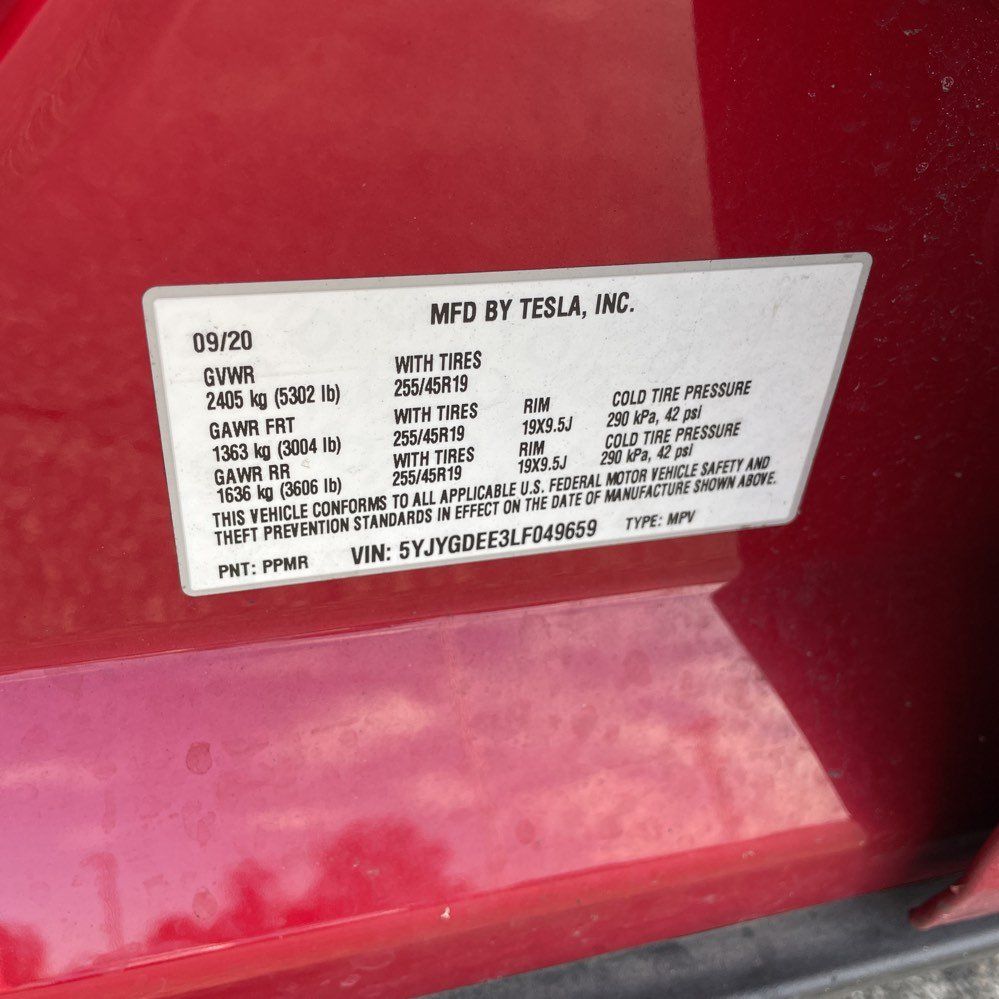 MFD BY TESLA, INC.
09/20
GVWR
2405 kg (5302 lb)
WITH TIRES
255/45R19
GAWR FRT
1363 kg (3004 lb)
WITH TIRES
255/45R19
RIM
19X9.5J
COLD TIRE PRESSURE
290 kPa, 42 psi
GAWR RR
1636 kg (3606 lb)
WITH TIRES
255/45R19
RIM
19X9.5J
COLD TIRE PRESSURE
290 kPa, 42 psi
THIS VEHICLE CONFORMS TO ALL APPLICABLE U.S. FEDERAL MOTOR VEHICLE SAFETY AND
THEFT PREVENTION STANDARDS IN EFFECT ON THE DATE OF MANUFACTURE SHOWN ABOVE.
PNT: PPMR VIN: 5YJYGDEE3LF049659 TYPE: MPV